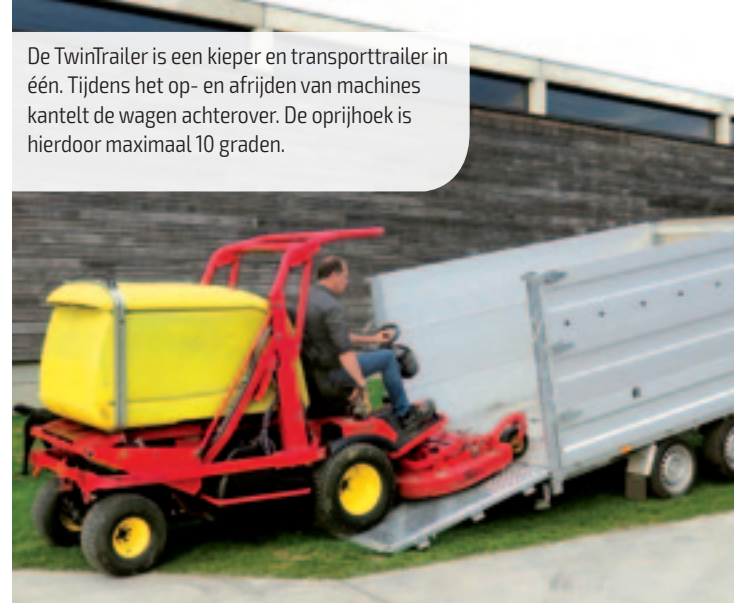 De TwinTrailer is een kieper en transporttrailer in
één. Tijdens het op- en afrijden van machines
kantelt de wagen achterover. De oprijhoek is
hierdoor maximaal 10 graden.